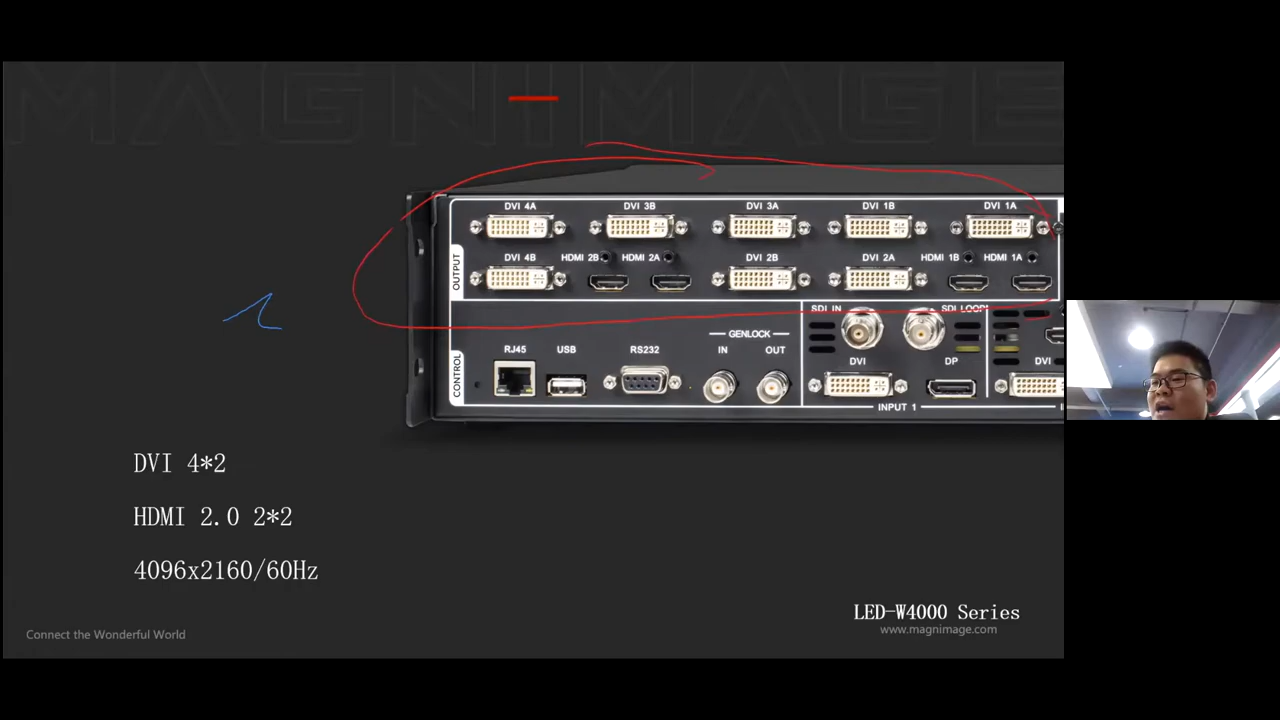 MAGNIMAGE
DVI 4A DVI 3B DVI 3A DVI 1B DVI 1A
DVI 4B HDMI 2B HDMI 2A DVI 2B DVI 2A HDMI 1B HDMI 1A
OUTPUT
SDI IN SDI LOOP
GENLOCK
RJ45 USB RS232 IN OUT DVI DP DVI
CONTROL
INPUT 1
DVI 4*2
HDMI 2.0 2*2
4096x2160/60Hz
LED-W4000 Series
www.magnimage.com
Connect the Wonderful World